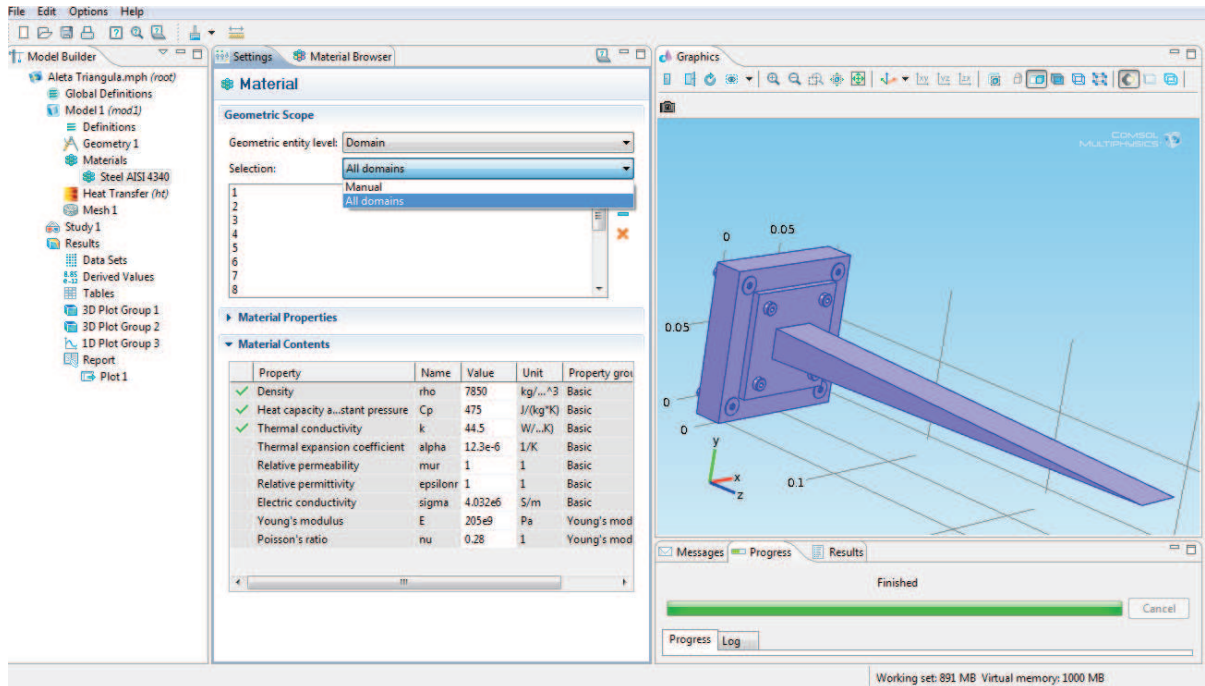 File Edit Options Help
Model Builder
Aleta Triangula.mph (root)
Global Definitions
Model 1 (mod1)
Definitions
Geometry 1
Materials
Steel AISI 4340
Heat Transfer (ht)
Mesh 1
Study 1
Results
Data Sets
Derived Values
Tables
3D Plot Group 1
3D Plot Group 2
1D Plot Group 3
Report
Plot 1
Settings Material Browser
Material
Geometric Scope
Geometric entity level: Domain
Selection: All domains
Manual
All domains
1
2
3
4
5
6
7
8
Material Properties
Material Contents
Property Name Value Unit Property grou
Density rho 7850 kg/...^3 Basic
Heat capacity a...stant pressure Cp 475 J/(kg*K) Basic
Thermal conductivity k 44.5 W/...K) Basic
Thermal expansion coefficient alpha 12.3e-6 1/K Basic
Relative permeability mur 1 1 Basic
Relative permittivity epsilonr 1 1 Basic
Electric conductivity sigma 4.032e6 S/m Basic
Young's modulus E 205e9 Pa Young's mod
Poisson's ratio nu 0.28 1 Young's mod
Graphics
COMSOL
MULTIPHYSICS
0 0.05
0.05
0
0
0.1
y
x
z
Messages Progress Results
Finished
Cancel
Progress Log
Working set: 891 MB Virtual memory: 1000 MB